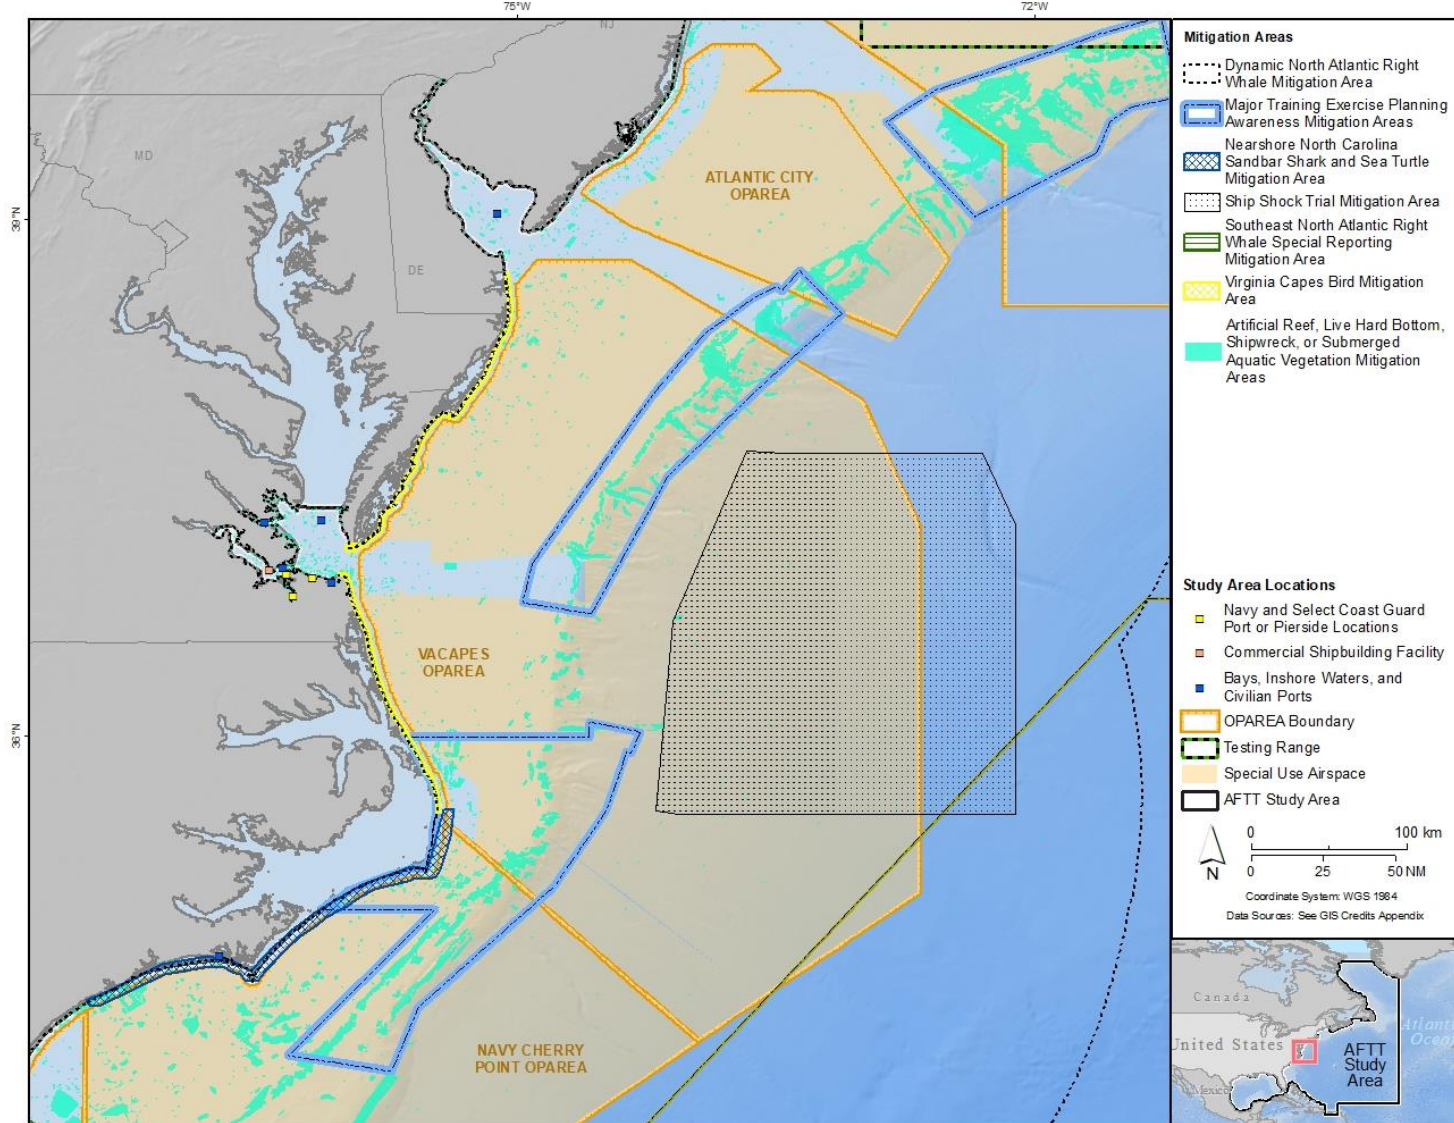 75°W
72°W
NJ
MD
39°N
ATLANTIC CITY
OPAREA
DE
VACAPES
OPAREA
36°N
NAVY CHERRY
POINT OPAREA
Mitigation Areas
Dynamic North Atlantic Right
Whale Mitigation Area
Major Training Exercise Planning
Awareness Mitigation Areas
Nearshore North Carolina
Sandbar Shark and Sea Turtle
Mitigation Area
Ship Shock Trial Mitigation Area
Southeast North Atlantic Right
Whale Special Reporting
Mitigation Area
Virginia Capes Bird Mitigation
Area
Artificial Reef, Live Hard Bottom,
Shipwreck, or Submerged
Aquatic Vegetation Mitigation
Areas
Study Area Locations
Navy and Select Coast Guard
Port or Pierside Locations
Commercial Shipbuilding Facility
Bays, Inshore Waters, and
Civilian Ports
OPAREA Boundary
Testing Range
Special Use Airspace
AFTT Study Area
0 100 km
0 25 50 NM
N
Coordinate System: WGS 1984
Data Sources: See GIS Credits Appendix
Canada
United States
Mexico
AFTT
Study
Area